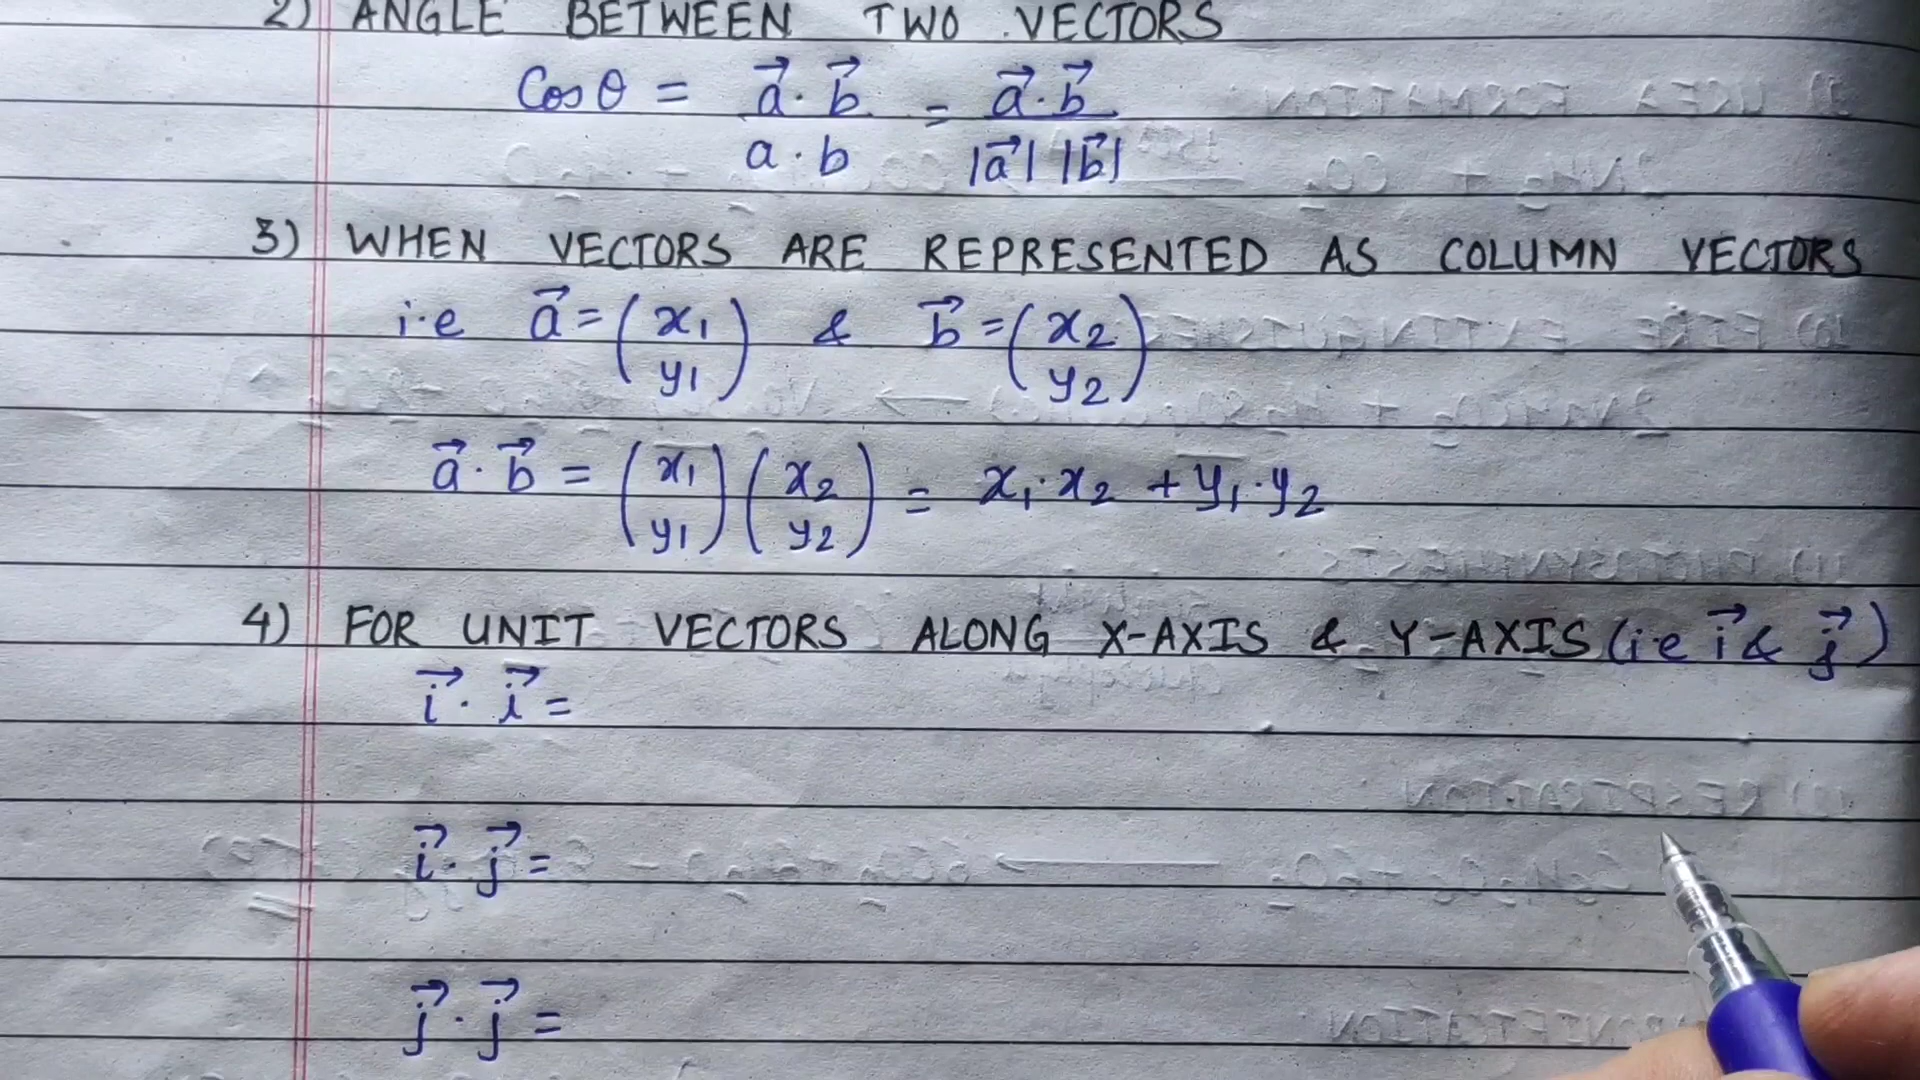 2) ANGLE BETWEEN TWO VECTORS
Cosθ = a⃗·b⃗ / a·b = a⃗·b⃗ / |a⃗| |b⃗|
3) WHEN VECTORS ARE REPRESENTED AS COLUMN VECTORS
i.e a⃗ = (x₁ y₁) & b⃗ = (x₂ y₂)
a⃗·b⃗ = (x₁ y₁)(x₂ y₂) = x₁·x₂ + y₁·y₂
4) FOR UNIT VECTORS ALONG X-AXIS & Y-AXIS (i.e i⃗ & j⃗)
i⃗·i⃗ =
i⃗·j⃗ =
j⃗·j⃗ =